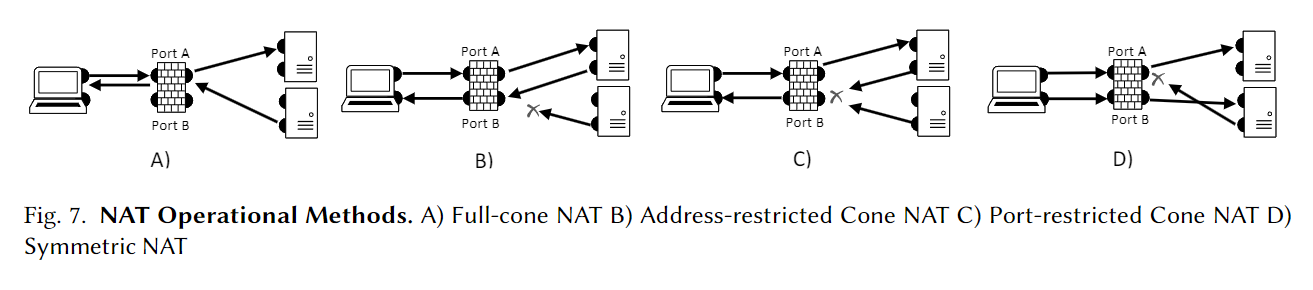 Port A Port A Port A Port A
Port B Port B Port B Port B
A) B) C) D)
Fig. 7. NAT Operational Methods. A) Full-cone NAT B) Address-restricted Cone NAT C) Port-restricted Cone NAT D)
Symmetric NAT